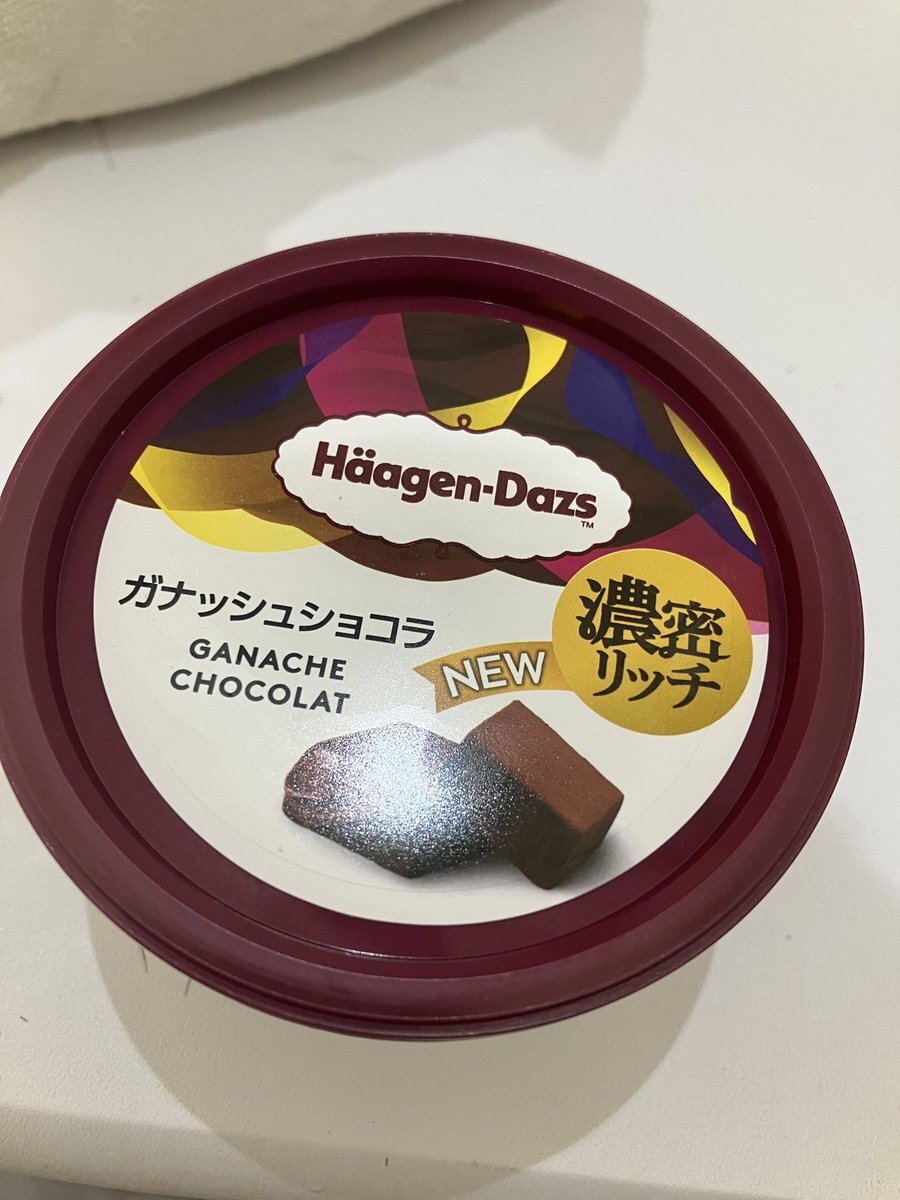 Häagen-Dazs
TM
ガナッシュショコラ
GANACHE
CHOCOLAT
NEW
濃密
リッチ